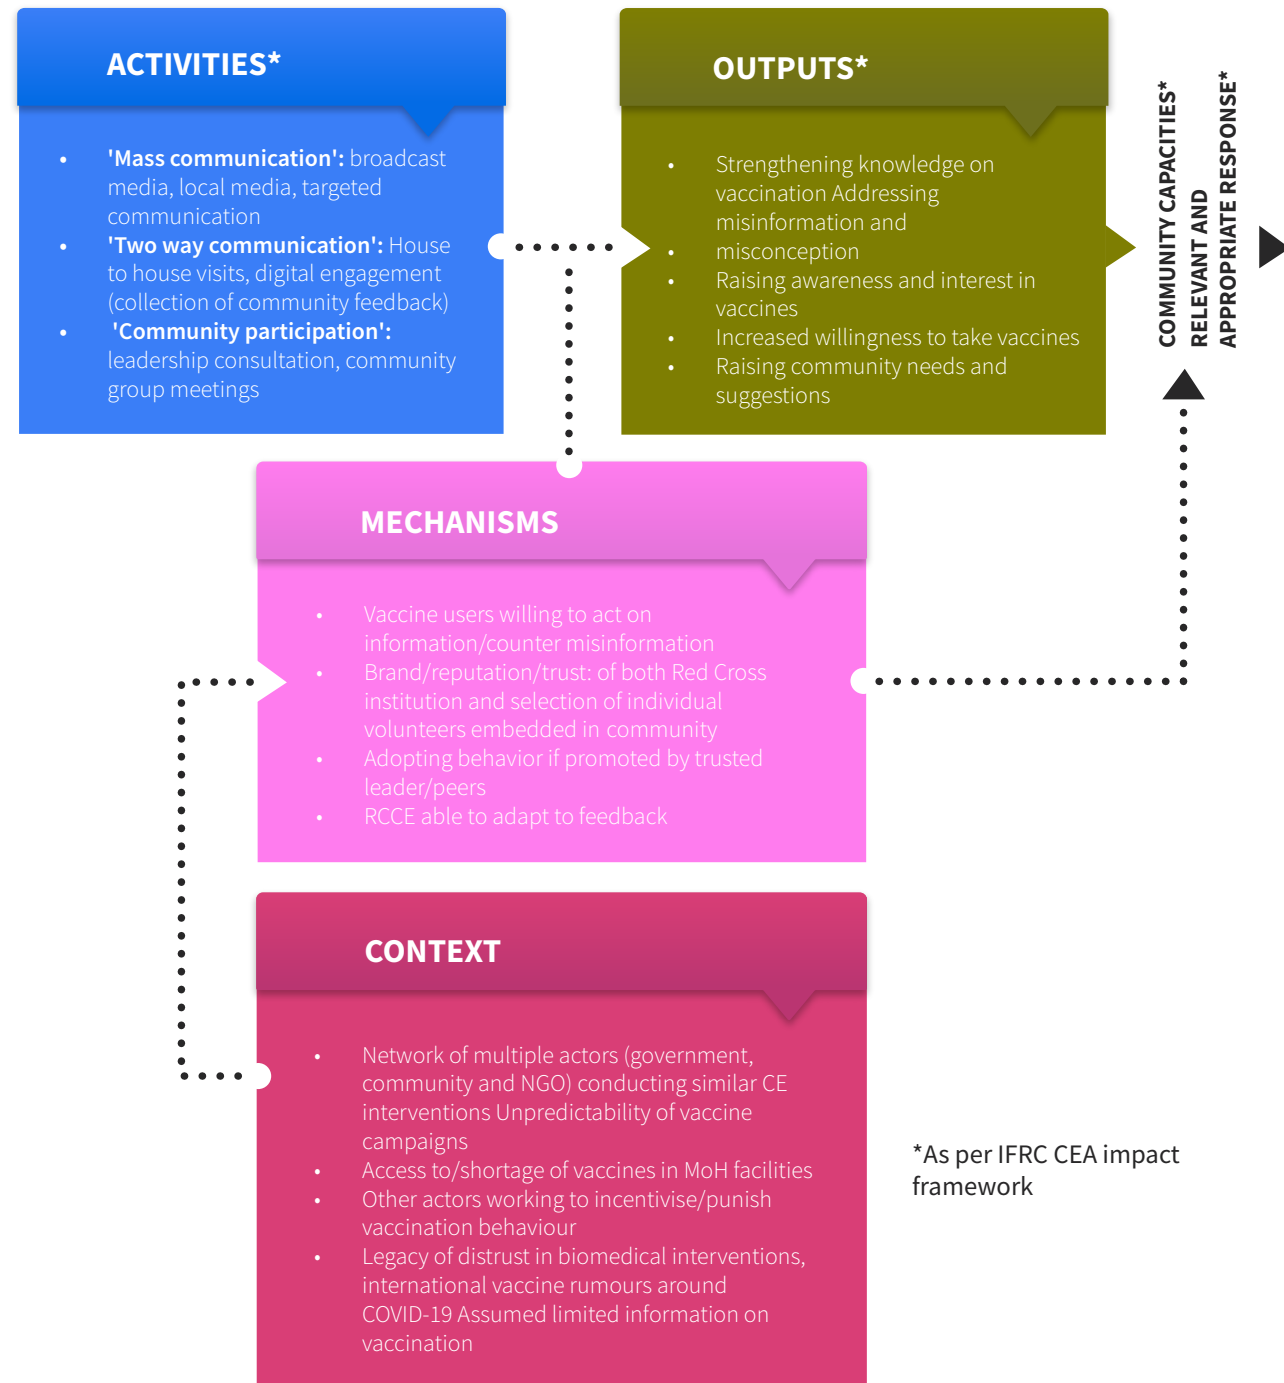 ACTIVITIES*
• 'Mass communication': broadcast
media, local media, targeted
communication
• 'Two way communication': House
to house visits, digital engagement
(collection of community feedback)
• 'Community participation':
leadership consultation, community
group meetings
OUTPUTS*
• Strengthening knowledge on
vaccination Addressing
misinformation and
• misconception
• Raising awareness and interest in
vaccines
• Increased willingness to take vaccines
• Raising community needs and
suggestions
COMMUNITY CAPACITIES*
RELEVANT AND
APPROPRIATE RESPONSE*
MECHANISMS
• Vaccine users willing to act on
information/counter misinformation
• Brand/reputation/trust: of both Red Cross
institution and selection of individual
volunteers embedded in community
• Adopting behavior if promoted by trusted
leader/peers
• RCCE able to adapt to feedback
CONTEXT
• Network of multiple actors (government,
community and NGO) conducting similar CE
interventions Unpredictability of vaccine
campaigns
• Access to/shortage of vaccines in MoH facilities
• Other actors working to incentivise/punish
vaccination behaviour
• Legacy of distrust in biomedical interventions,
international vaccine rumours around
COVID-19 Assumed limited information on
vaccination
*As per IFRC CEA impact
framework